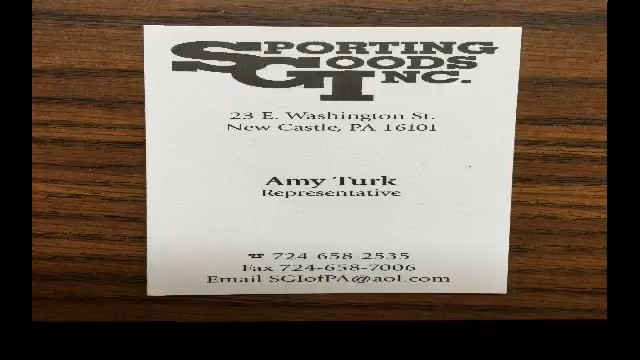 SPORTING
GOODS
INC.
23 E. Washington St.
New Castle, PA 16101
Amy Turk
Representative
☎ 724-658-2535
Fax 724-658-7006
Email SGIofPA@aol.com